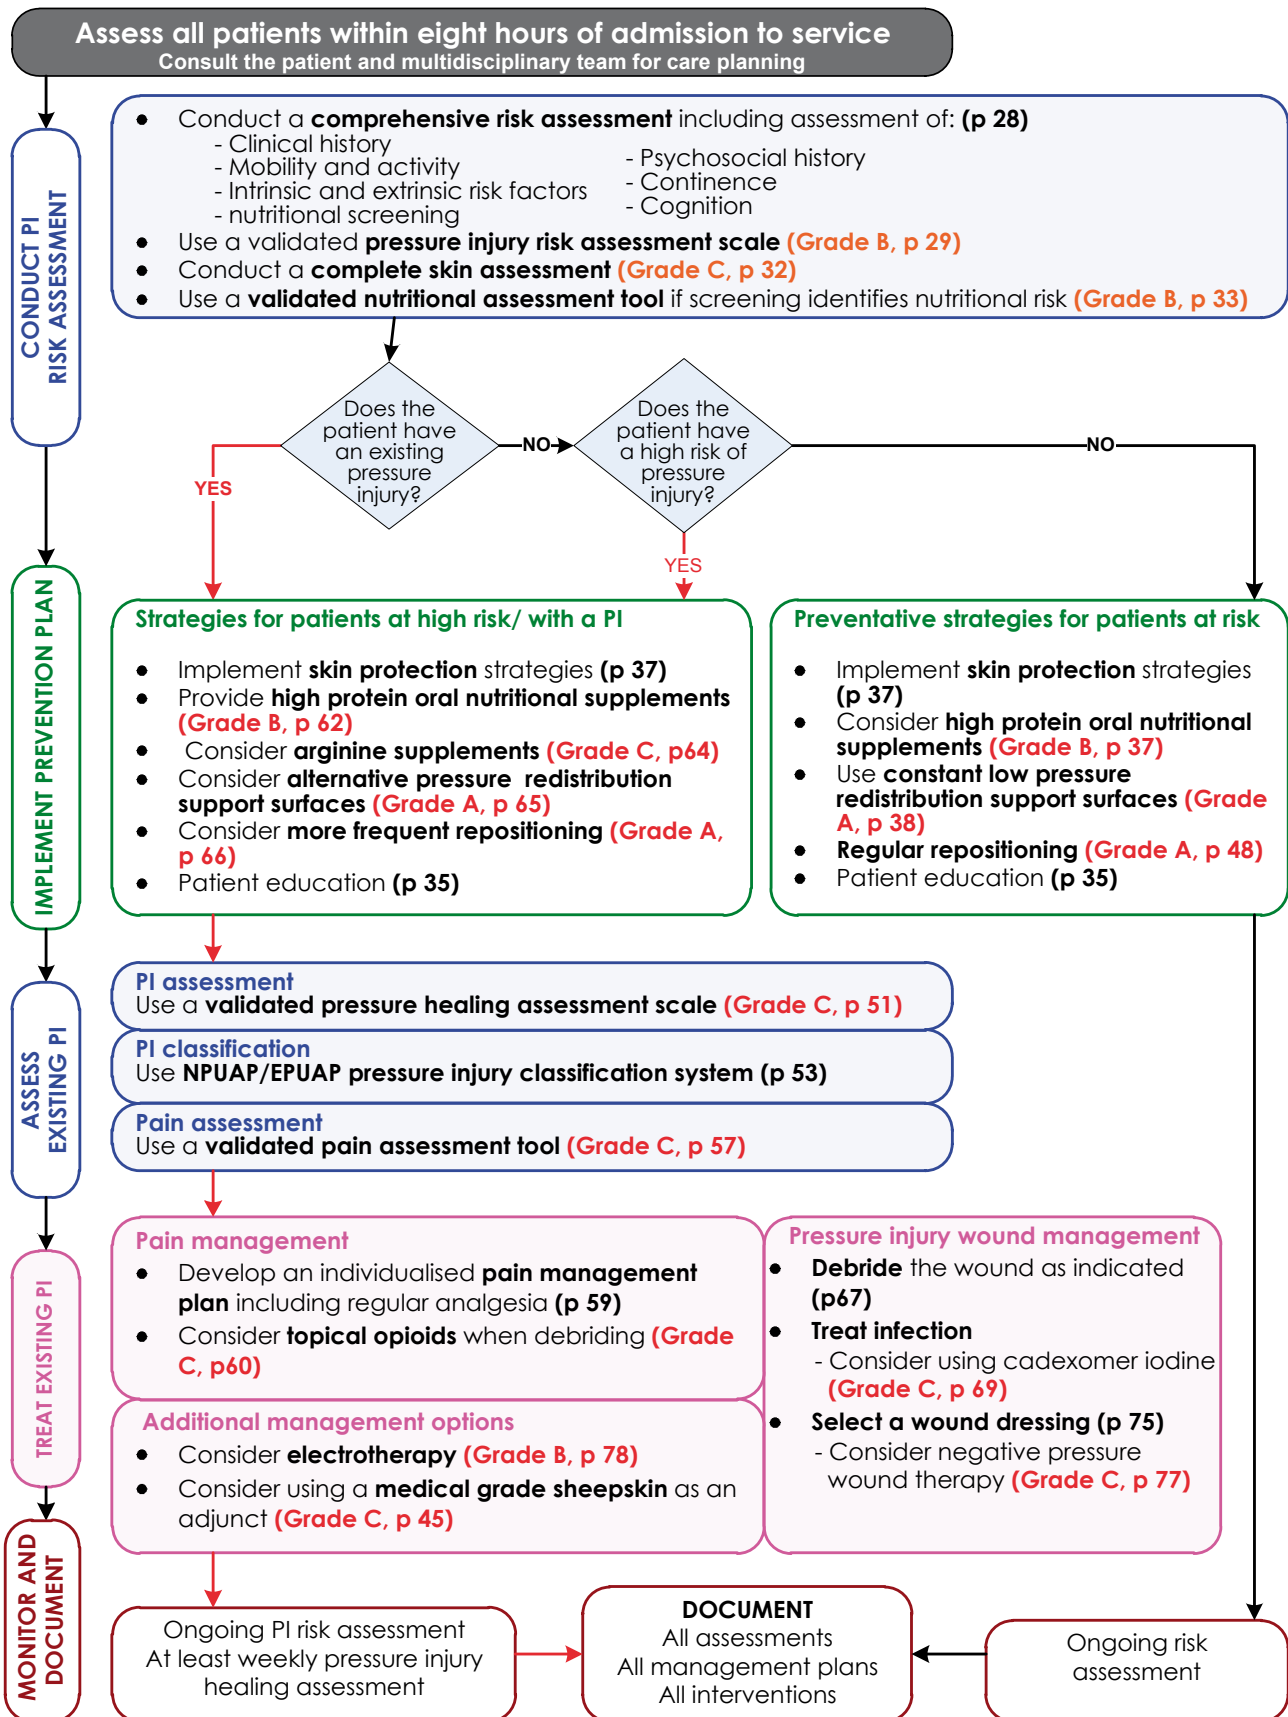 Assess all patients within eight hours of admission to service
Consult the patient and multidisciplinary team for care planning
CONDUCT PI
RISK ASSESSMENT
• Conduct a comprehensive risk assessment including assessment of: (p 28)
- Clinical history
- Mobility and activity
- Intrinsic and extrinsic risk factors
- nutritional screening
- Psychosocial history
- Continence
- Cognition
• Use a validated pressure injury risk assessment scale (Grade B, p 29)
• Conduct a complete skin assessment (Grade C, p 32)
• Use a validated nutritional assessment tool if screening identifies nutritional risk (Grade B, p 33)
Does the
patient have
an existing
pressure
injury?
NO
Does the
patient have
a high risk of
pressure
injury?
NO
YES
YES
IMPLEMENT PREVENTION PLAN
Strategies for patients at high risk/ with a PI
• Implement skin protection strategies (p 37)
• Provide high protein oral nutritional supplements
(Grade B, p 62)
• Consider arginine supplements (Grade C, p64)
• Consider alternative pressure redistribution
support surfaces (Grade A, p 65)
• Consider more frequent repositioning (Grade A,
p 66)
• Patient education (p 35)
Preventative strategies for patients at risk
• Implement skin protection strategies
(p 37)
• Consider high protein oral nutritional
supplements (Grade B, p 37)
• Use constant low pressure
redistribution support surfaces (Grade
A, p 38)
• Regular repositioning (Grade A, p 48)
• Patient education (p 35)
ASSESS
EXISTING PI
PI assessment
Use a validated pressure healing assessment scale (Grade C, p 51)
PI classification
Use NPUAP/EPUAP pressure injury classification system (p 53)
Pain assessment
Use a validated pain assessment tool (Grade C, p 57)
TREAT EXISTING PI
Pain management
• Develop an individualised pain management
plan including regular analgesia (p 59)
• Consider topical opioids when debriding (Grade
C, p60)
Additional management options
• Consider electrotherapy (Grade B, p 78)
• Consider using a medical grade sheepskin as an
adjunct (Grade C, p 45)
Pressure injury wound management
• Debride the wound as indicated
(p67)
• Treat infection
- Consider using cadexomer iodine
(Grade C, p 69)
• Select a wound dressing (p 75)
- Consider negative pressure
wound therapy (Grade C, p 77)
MONITOR AND
DOCUMENT
Ongoing PI risk assessment
At least weekly pressure injury
healing assessment
DOCUMENT
All assessments
All management plans
All interventions
Ongoing risk
assessment